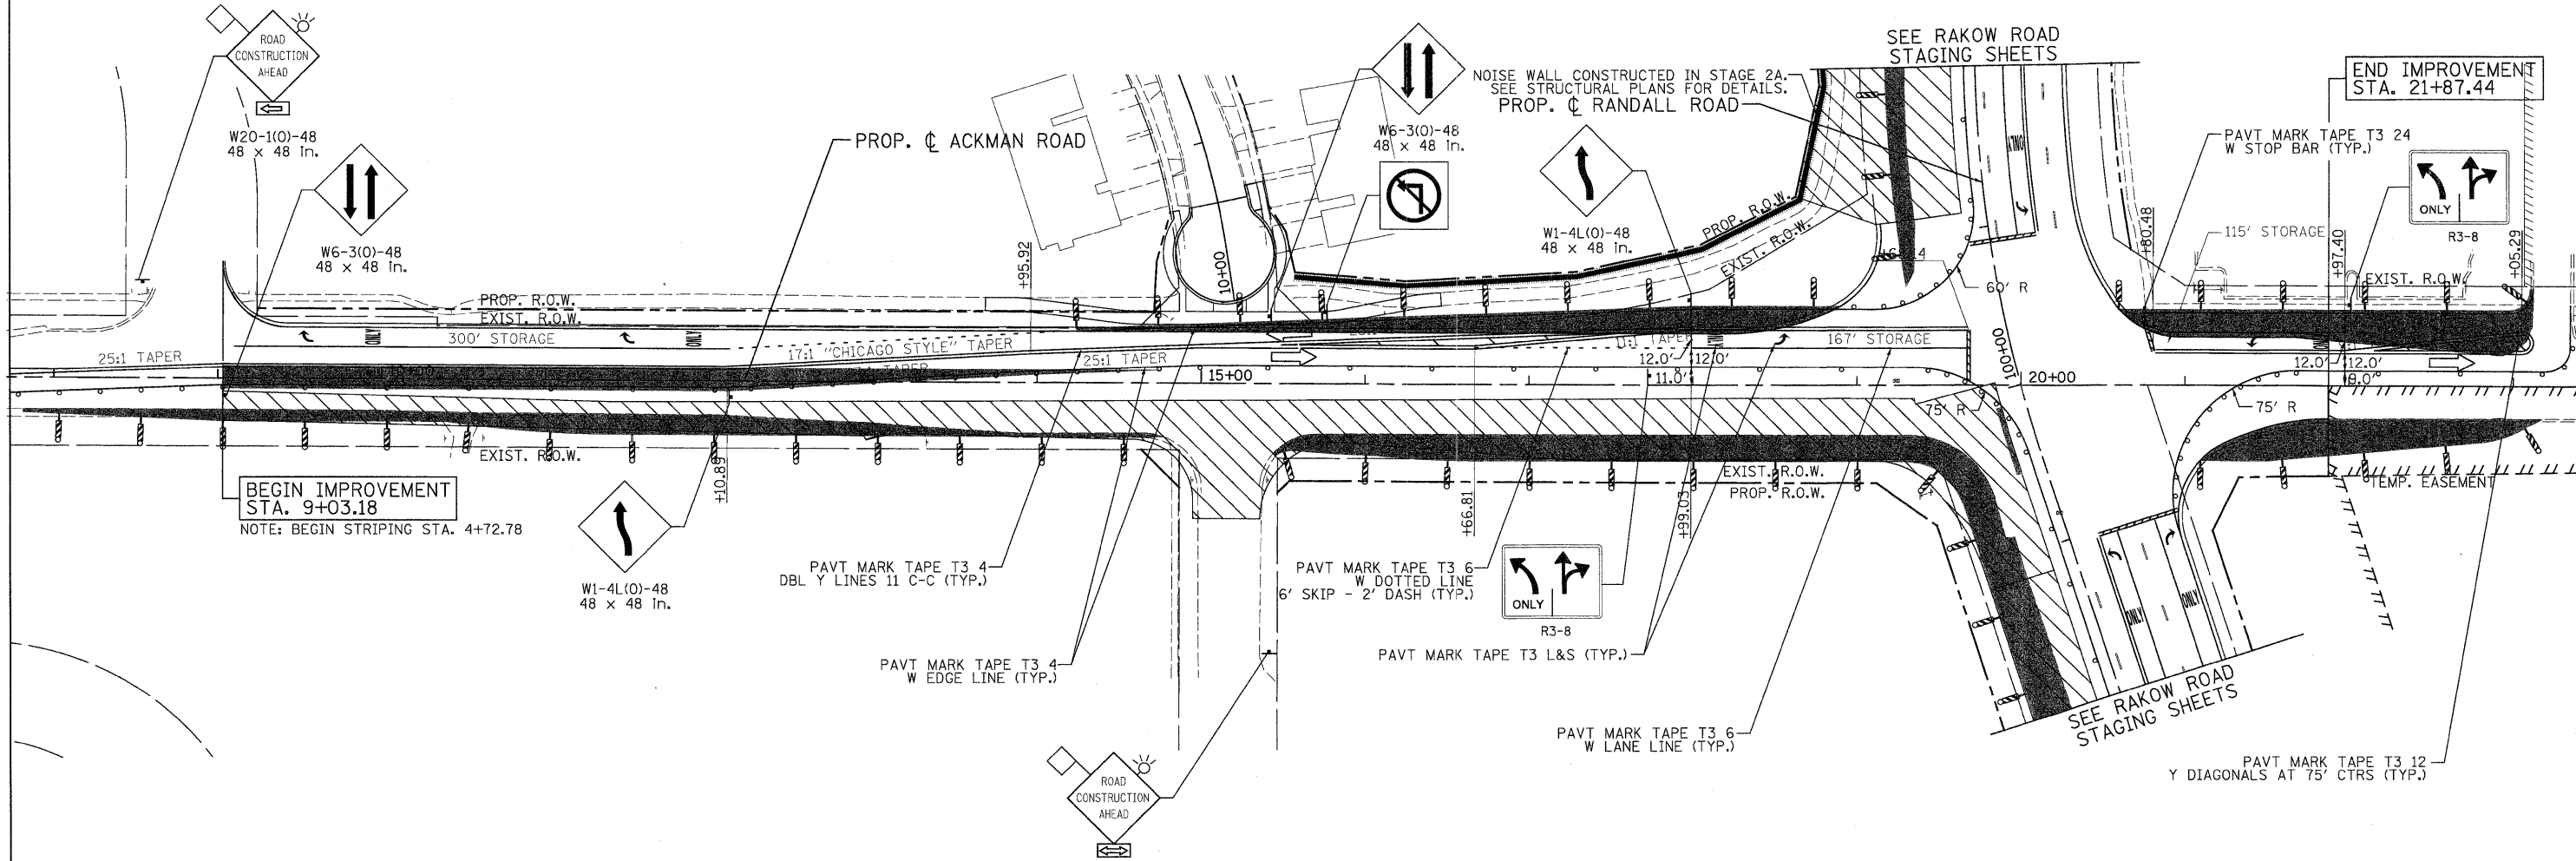 ROAD
CONSTRUCTION
AHEAD
W20-1(O)-48
48 x 48 in.
W6-3(O)-48
48 x 48 in.
PROP. ℄ ACKMAN ROAD
W6-3(O)-48
48 x 48 in.
NOISE WALL CONSTRUCTED IN STAGE 2A.
SEE STRUCTURAL PLANS FOR DETAILS.
PROP. ℄ RANDALL ROAD
W1-4L(O)-48
48 x 48 in.
SEE RAKOW ROAD
STAGING SHEETS
END IMPROVEMENT
STA. 21+87.44
PAVT MARK TAPE T3 24
W STOP BAR (TYP.)
ONLY
R3-8
115' STORAGE
+80.48
+97.40
+05.29
EXIST. R.O.W.
ONLY
PROP. R.O.W.
EXIST. R.O.W.
60' R
+95.92
10+00
PROP. R.O.W.
EXIST. R.O.W.
ONLY
300' STORAGE
ONLY
25:1 TAPER
17:1 "CHICAGO STYLE" TAPER
25:1 TAPER
15+00
11:1 TAPER
12.0'
12.0'
11.0'
167' STORAGE
100+00
20+00
12.0'
12.0'
9.0'
75' R
75' R
EXIST. R.O.W.
EXIST. R.O.W.
PROP. R.O.W.
TEMP. EASEMENT
BEGIN IMPROVEMENT
STA. 9+03.18
NOTE: BEGIN STRIPING STA. 4+72.78
+10.89
+66.81
+99.03
W1-4L(O)-48
48 x 48 in.
PAVT MARK TAPE T3 4
DBL Y LINES 11 C-C (TYP.)
PAVT MARK TAPE T3 4
W EDGE LINE (TYP.)
PAVT MARK TAPE T3 6
W DOTTED LINE
6' SKIP - 2' DASH (TYP.)
ONLY
R3-8
PAVT MARK TAPE T3 L&S (TYP.)
PAVT MARK TAPE T3 6
W LANE LINE (TYP.)
ONLY
ONLY
SEE RAKOW ROAD
STAGING SHEETS
PAVT MARK TAPE T3 12
Y DIAGONALS AT 75' CTRS (TYP.)
ROAD
CONSTRUCTION
AHEAD